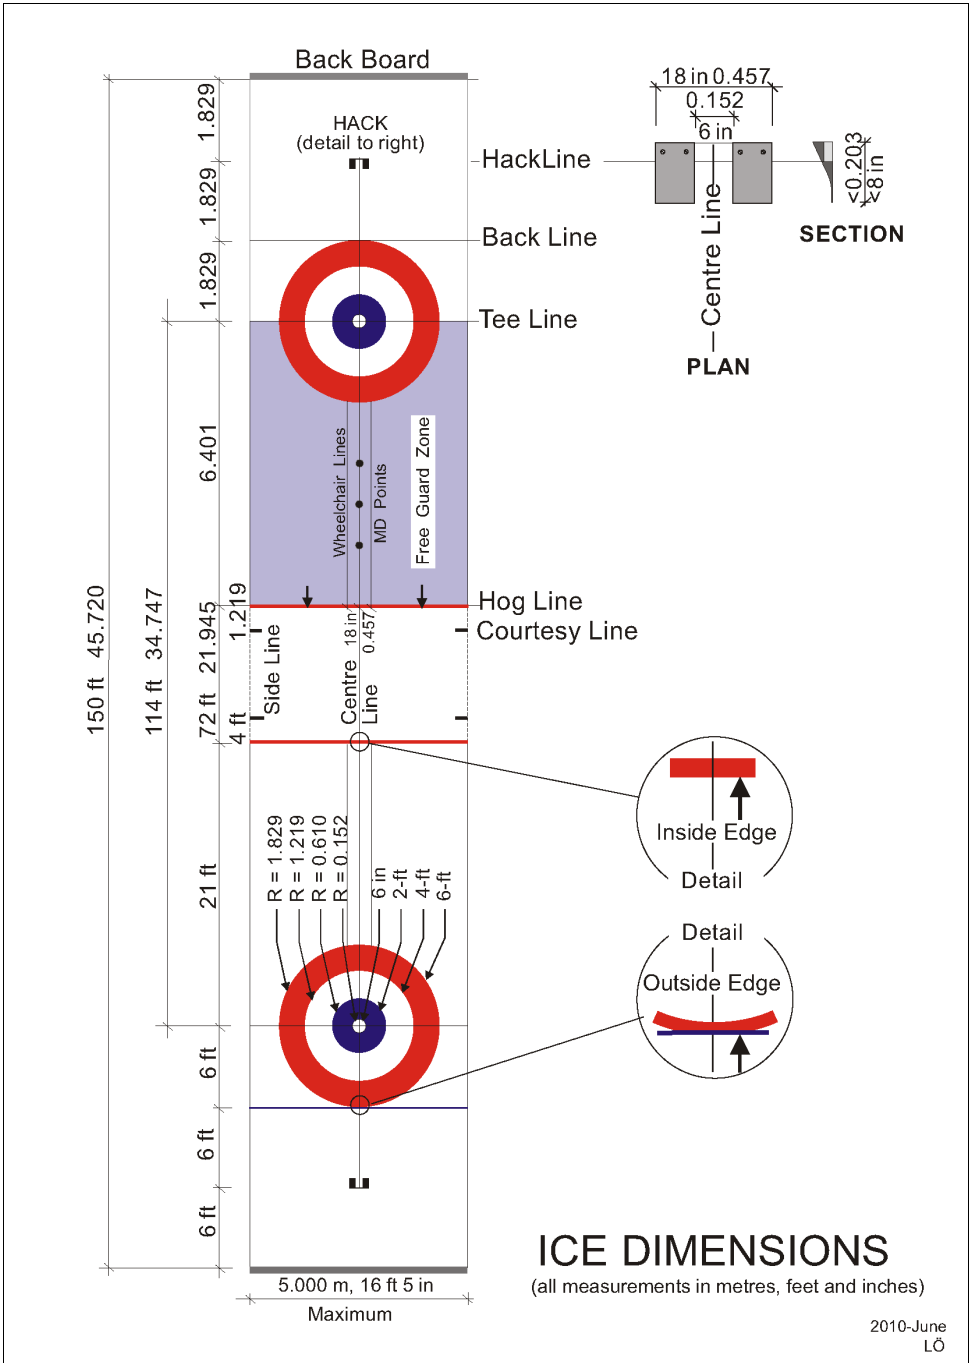 Back Board
18 in 0.457
0.152
6 in
HACK
(detail to right)
HackLine
<0.203
<8 in
1.829
1.829
1.829
Back Line
SECTION
Centre Line
Tee Line
PLAN
6.401
Wheelchair Lines
MD Points
Free Guard Zone
150 ft 45.720
114 ft 34.747
72 ft 21.945
4 ft
1.219
Hog Line
Courtesy Line
Side Line
Centre
Line
18 in
0.457
Inside Edge
Detail
21 ft
R = 1.829
R = 1.219
R = 0.610
R = 0.152
6 in
2-ft
4-ft
6-ft
Detail
Outside Edge
6 ft
6 ft
6 ft
ICE DIMENSIONS
(all measurements in metres, feet and inches)
5.000 m, 16 ft 5 in
Maximum
2010-June
LÖ